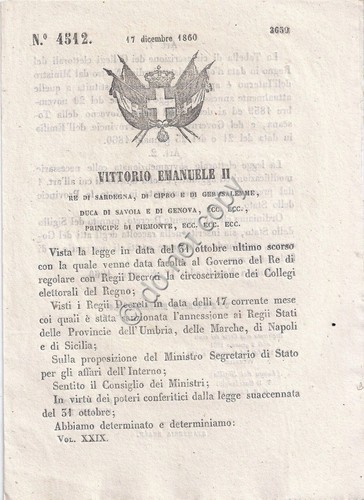 N.° 4512.
17 dicembre 1860
2659
VITTORIO EMANUELE II
RE DI SARDEGNA, DI CIPRO E DI GERUSALEMME,
DUCA DI SAVOIA E DI GENOVA, ECC. ECC.,
PRINCIPE DI PIEMONTE, ECC. ECC. ECC.
Vista la legge in data del 31 ottobre ultimo scorso
con la quale venne data facoltà al Governo del Re di
regolare con Regii Decreti la circoscrizione dei Collegi
elettorali del Regno;
Visti i Regii Decreti in data delli 17 corrente mese
coi quali è stata sanzionata l'annessione ai Regii Stati
delle Provincie dell'Umbria, delle Marche, di Napoli
e di Sicilia;
Sulla proposizione del Ministro Segretario di Stato
per gli affari dell'Interno;
Sentito il Consiglio dei Ministri;
In virtù dei poteri conferitici dalla legge suaccennata
del 31 ottobre;
Abbiamo determinato e determiniamo:
VOL. XXIX.
do not copy